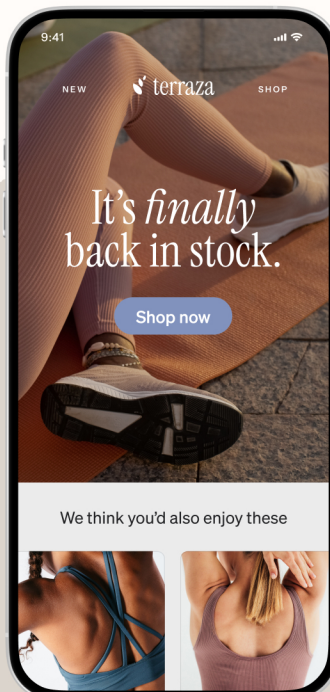 9:41
NEW
terraza
SHOP
It's finally
back in stock.
Shop now
We think you'd also enjoy these